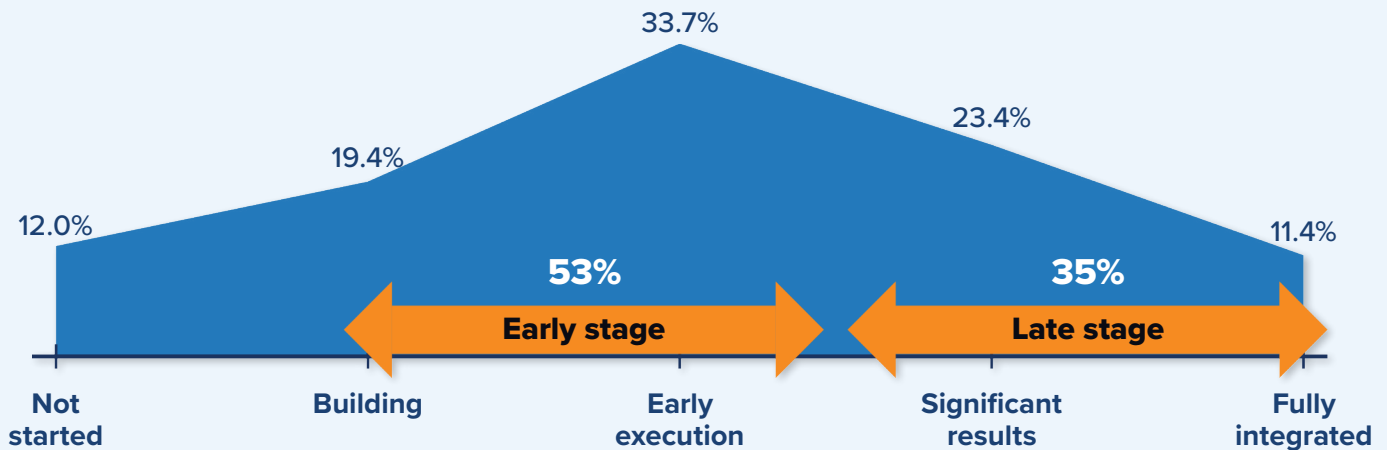 33.7%
23.4%
19.4%
12.0%
11.4%
53%
35%
Early stage
Late stage
Not
started
Building
Early
execution
Significant
results
Fully
integrated